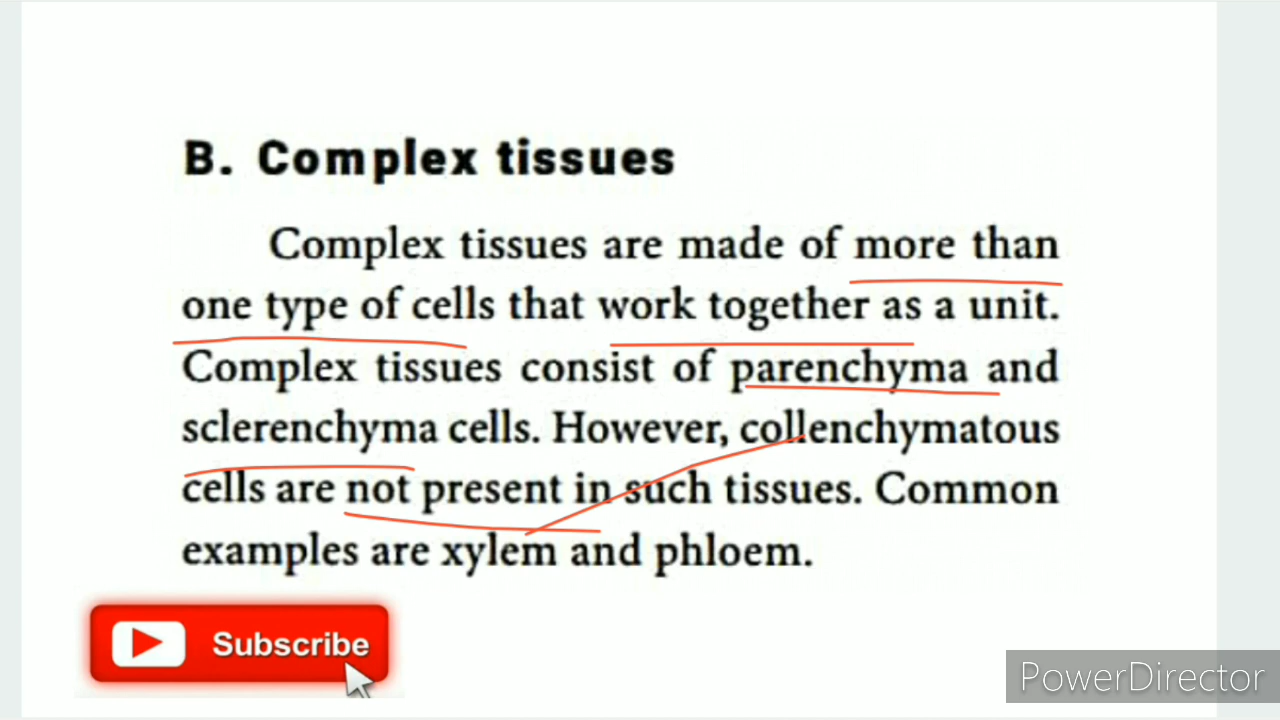 B. Complex tissues
Complex tissues are made of more than
one type of cells that work together as a unit.
Complex tissues consist of parenchyma and
sclerenchyma cells. However, collenchymatous
cells are not present in such tissues. Common
examples are xylem and phloem.
Subscribe
PowerDirector